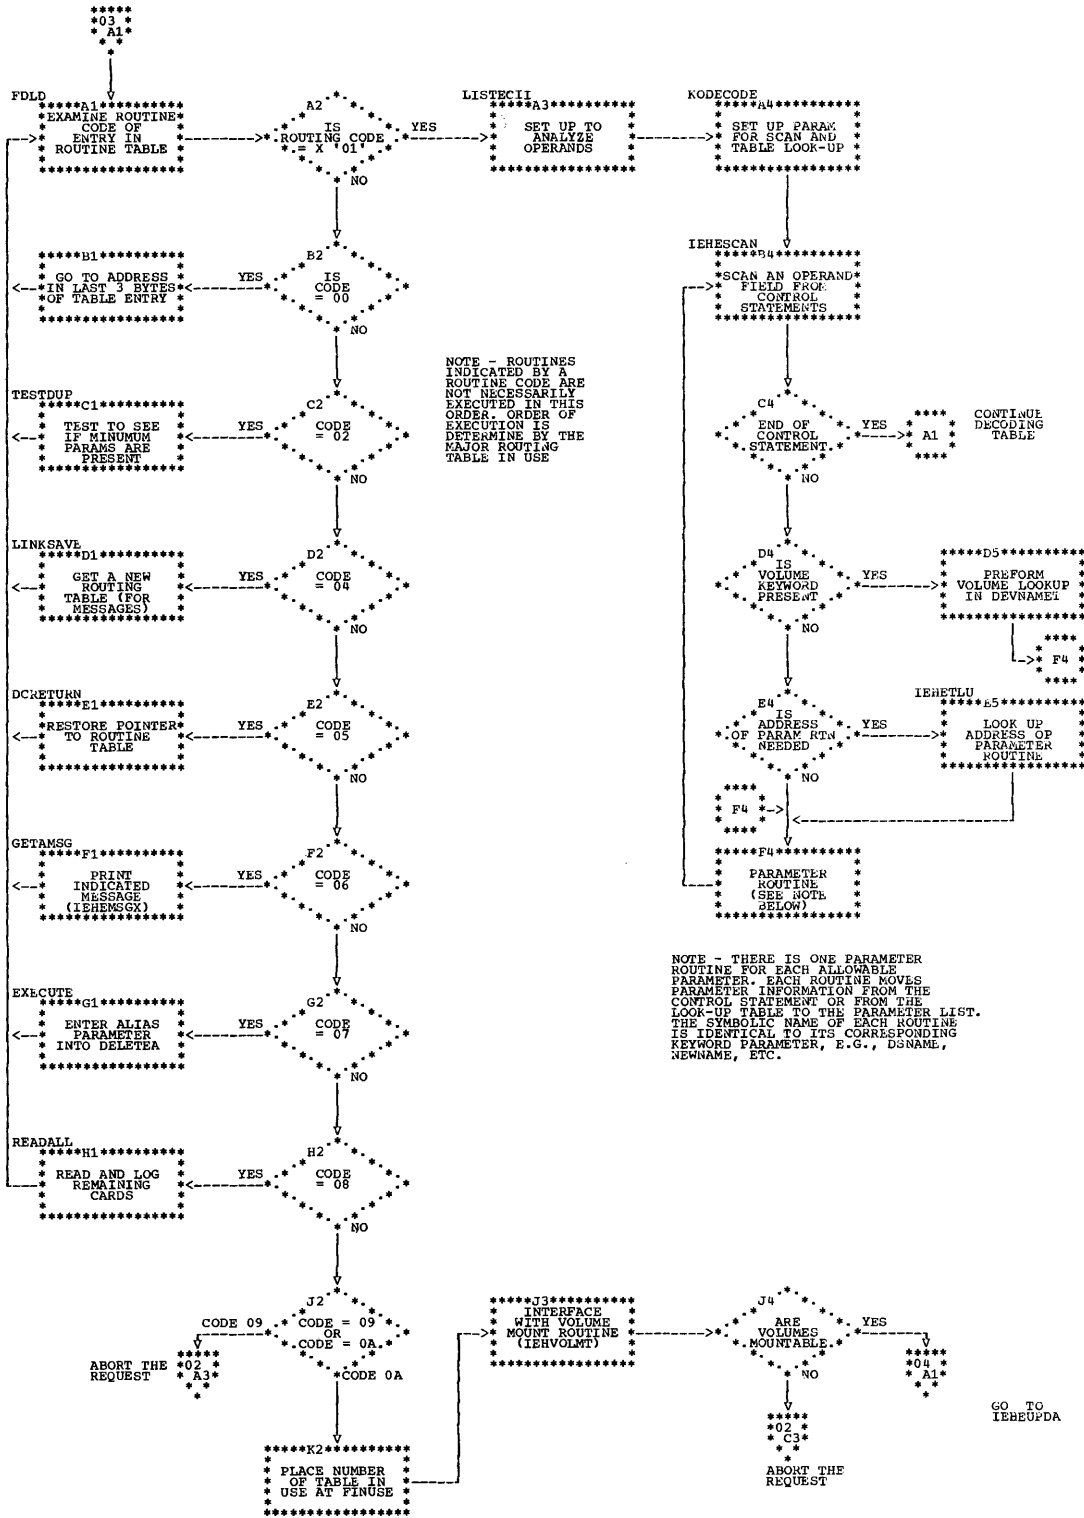 03
A1
FDLD
A1
EXAMINE ROUTINE
CODE OF
ENTRY IN
ROUTINE TABLE
A2
IS
ROUTING CODE
= X '01'
YES
NO
LISTECII
A3
SET UP TO
ANALYZE
OPERANDS
KODECODE
A4
SET UP PARAM
FOR SCAN AND
TABLE LOOK-UP
B1
GO TO ADDRESS
IN LAST 3 BYTES
OF TABLE ENTRY
YES
B2
IS
CODE
= 00
NO
IEHESCAN
B4
SCAN AN OPERAND
FIELD FROM
CONTROL
STATEMENTS
NOTE - ROUTINES
INDICATED BY A
ROUTINE CODE ARE
NOT NECESSARILY
EXECUTED IN THIS
ORDER. ORDER OF
EXECUTION IS
DETERMINE BY THE
MAJOR ROUTING
TABLE IN USE
TESTDUP
C1
TEST TO SEE
IF MINUMUM
PARAMS ARE
PRESENT
YES
C2
CODE
= 02
NO
C4
END OF
CONTROL
STATEMENT
YES
NO
A1
CONTINUE
DECODING
TABLE
LINKSAVE
D1
GET A NEW
ROUTING
TABLE (FOR
MESSAGES)
YES
D2
CODE
= 04
NO
D4
IS
VOLUME
KEYWORD
PRESENT
YES
NO
D5
PREFORM
VOLUME LOOKUP
IN DEVNAMET
F4
DCRETURN
E1
RESTORE POINTER
TO ROUTINE
TABLE
YES
E2
CODE
= 05
NO
E4
IS
ADDRESS
OF PARAM RTN
NEEDED
YES
NO
IEHETLU
E5
LOOK UP
ADDRESS OP
PARAMETER
ROUTINE
F4
GETAMSG
F1
PRINT
INDICATED
MESSAGE
(IEHEMSGX)
YES
F2
CODE
= 06
NO
F4
PARAMETER
ROUTINE
(SEE NOTE
BELOW)
NOTE - THERE IS ONE PARAMETER
ROUTINE FOR EACH ALLOWABLE
PARAMETER. EACH ROUTINE MOVES
PARAMETER INFORMATION FROM THE
CONTROL STATEMENT OR FROM THE
LOOK-UP TABLE TO THE PARAMETER LIST.
THE SYMBOLIC NAME OF EACH ROUTINE
IS IDENTICAL TO ITS CORRESPONDING
KEYWORD PARAMETER, E.G., DSNAME,
NEWNAME, ETC.
EXECUTE
G1
ENTER ALIAS
PARAMETER
INTO DELETEA
YES
G2
CODE
= 07
NO
READALL
H1
READ AND LOG
REMAINING
CARDS
YES
H2
CODE
= 08
NO
J2
CODE = 09
OR
CODE = 0A
CODE 09
CODE 0A
ABORT THE
REQUEST
02
A3
J3
INTERFACE
WITH VOLUME
MOUNT ROUTINE
(IEHVOLMT)
J4
ARE
VOLUMES
MOUNTABLE
YES
NO
04
A1
GO TO
IEHEUPDA
02
C3
ABORT THE
REQUEST
K2
PLACE NUMBER
OF TABLE IN
USE AT FINUSE